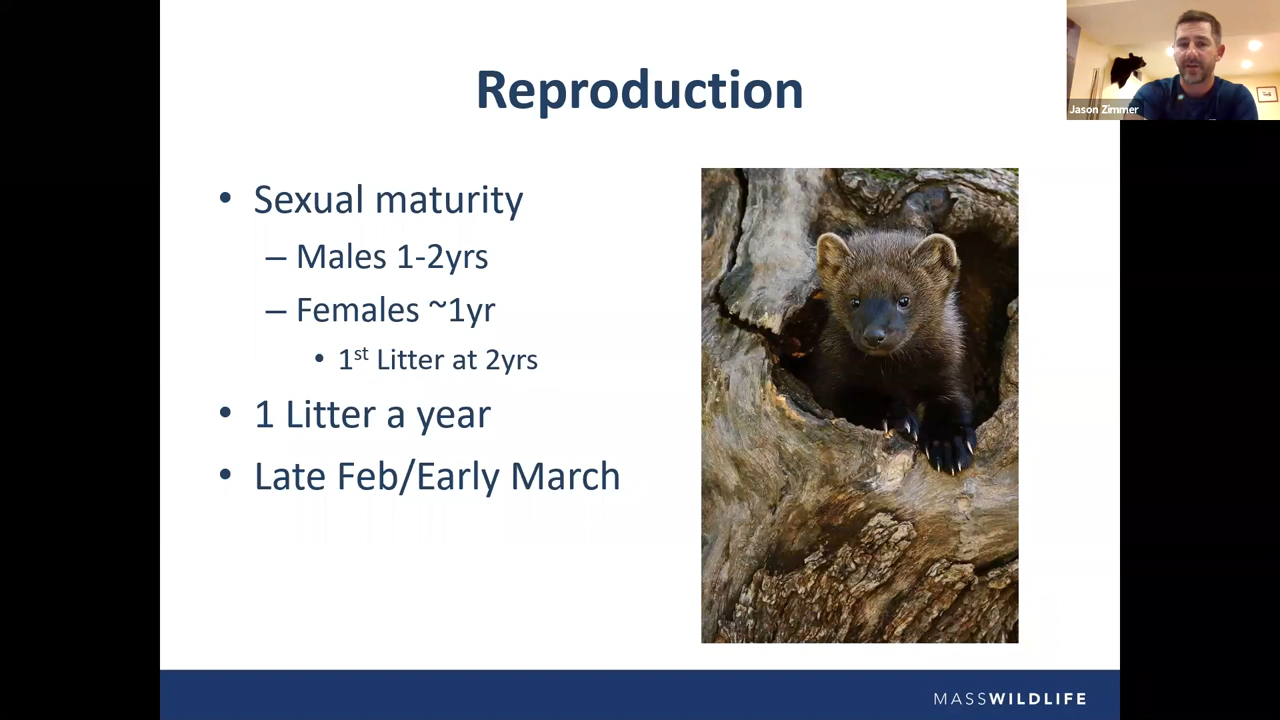 Reproduction
Jason Zimmer
• Sexual maturity
– Males 1-2yrs
– Females ~1yr
• 1st Litter at 2yrs
• 1 Litter a year
• Late Feb/Early March
MASSWILDLIFE